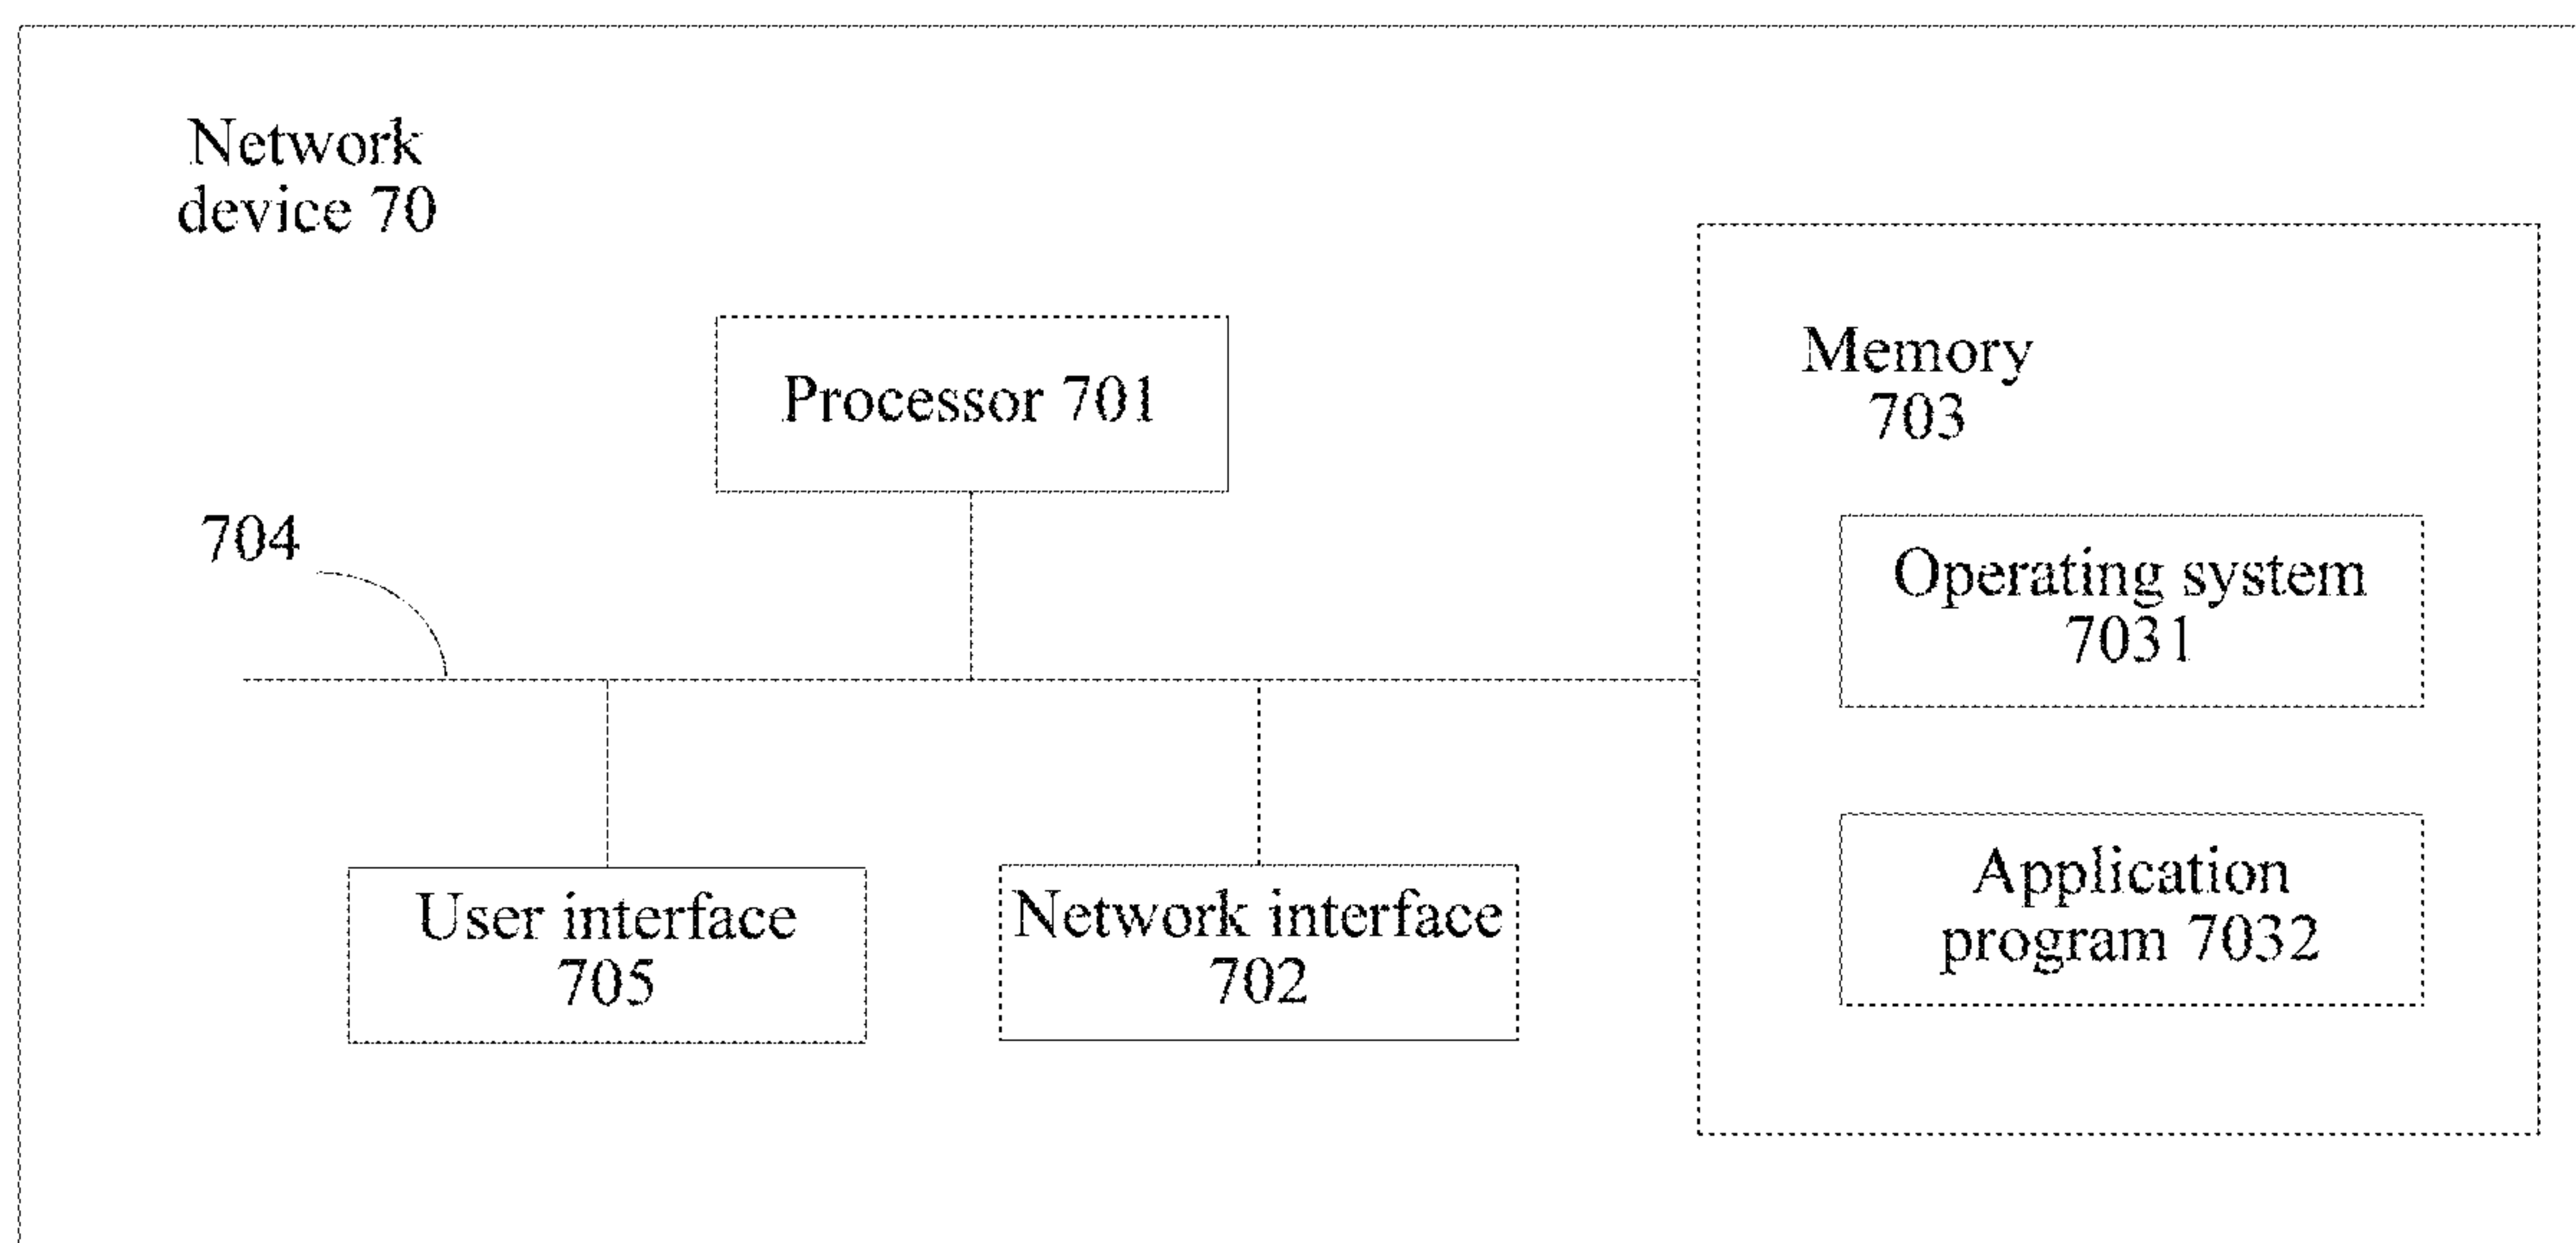 Network
device 70
Processor 701
Memory
703
704
Operating system
7031
Application
program 7032
User interface
705
Network interface
702